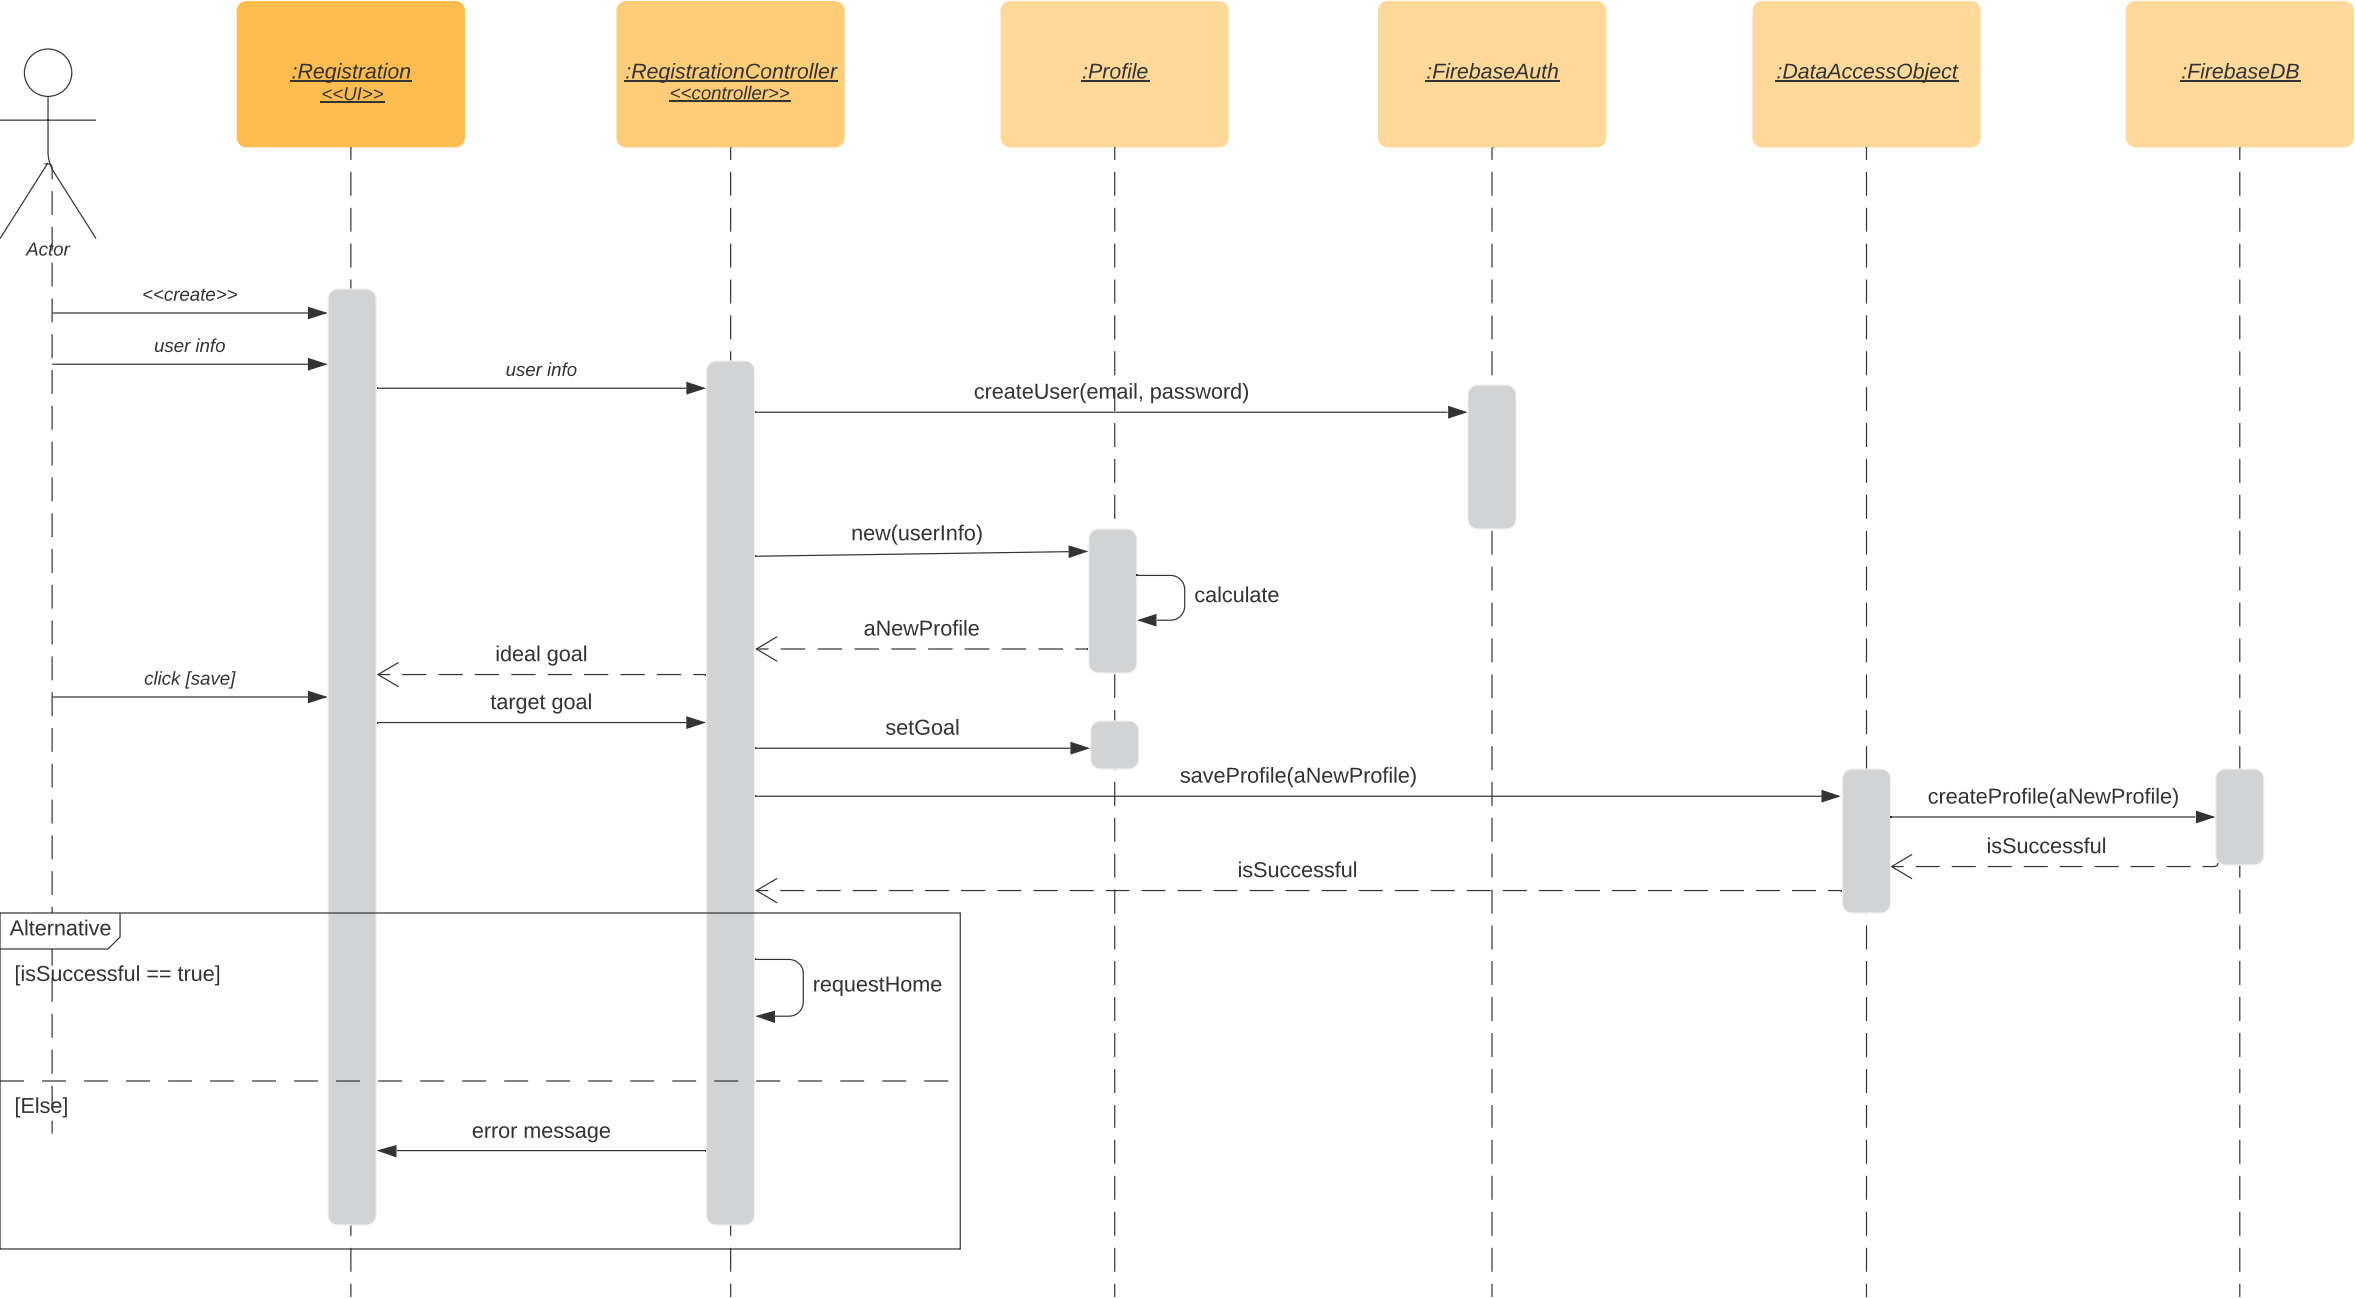 :Registration
<<UI>>
:RegistrationController
<<controller>>
:Profile
:FirebaseAuth
:DataAccessObject
:FirebaseDB
Actor
<<create>>
user info
user info
createUser(email, password)
new(userInfo)
calculate
aNewProfile
ideal goal
click [save]
target goal
setGoal
saveProfile(aNewProfile)
createProfile(aNewProfile)
isSuccessful
isSuccessful
Alternative
[isSuccessful == true]
requestHome
[Else]
error message